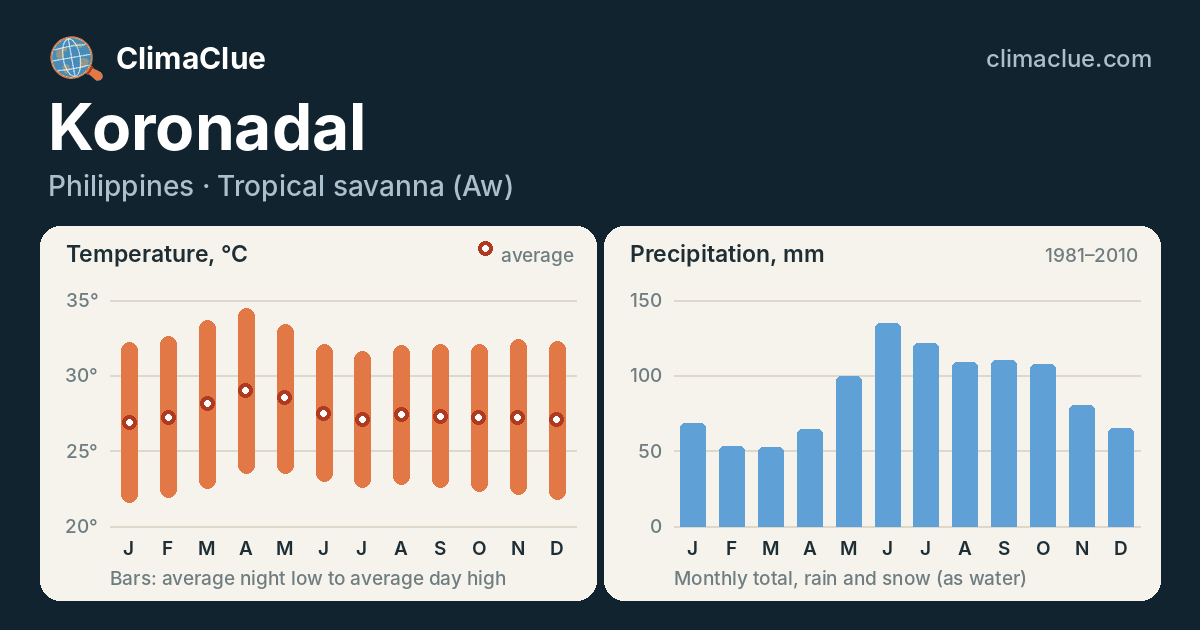 ClimaClue
climaclue.com
Koronadal
Philippines · Tropical savanna (Aw)
Temperature, °C
average
35°
30°
25°
20°
J F M A M J J A S O N D
Bars: average night low to average day high
Precipitation, mm
1981–2010
150
100
50
0
J F M A M J J A S O N D
Monthly total, rain and snow (as water)